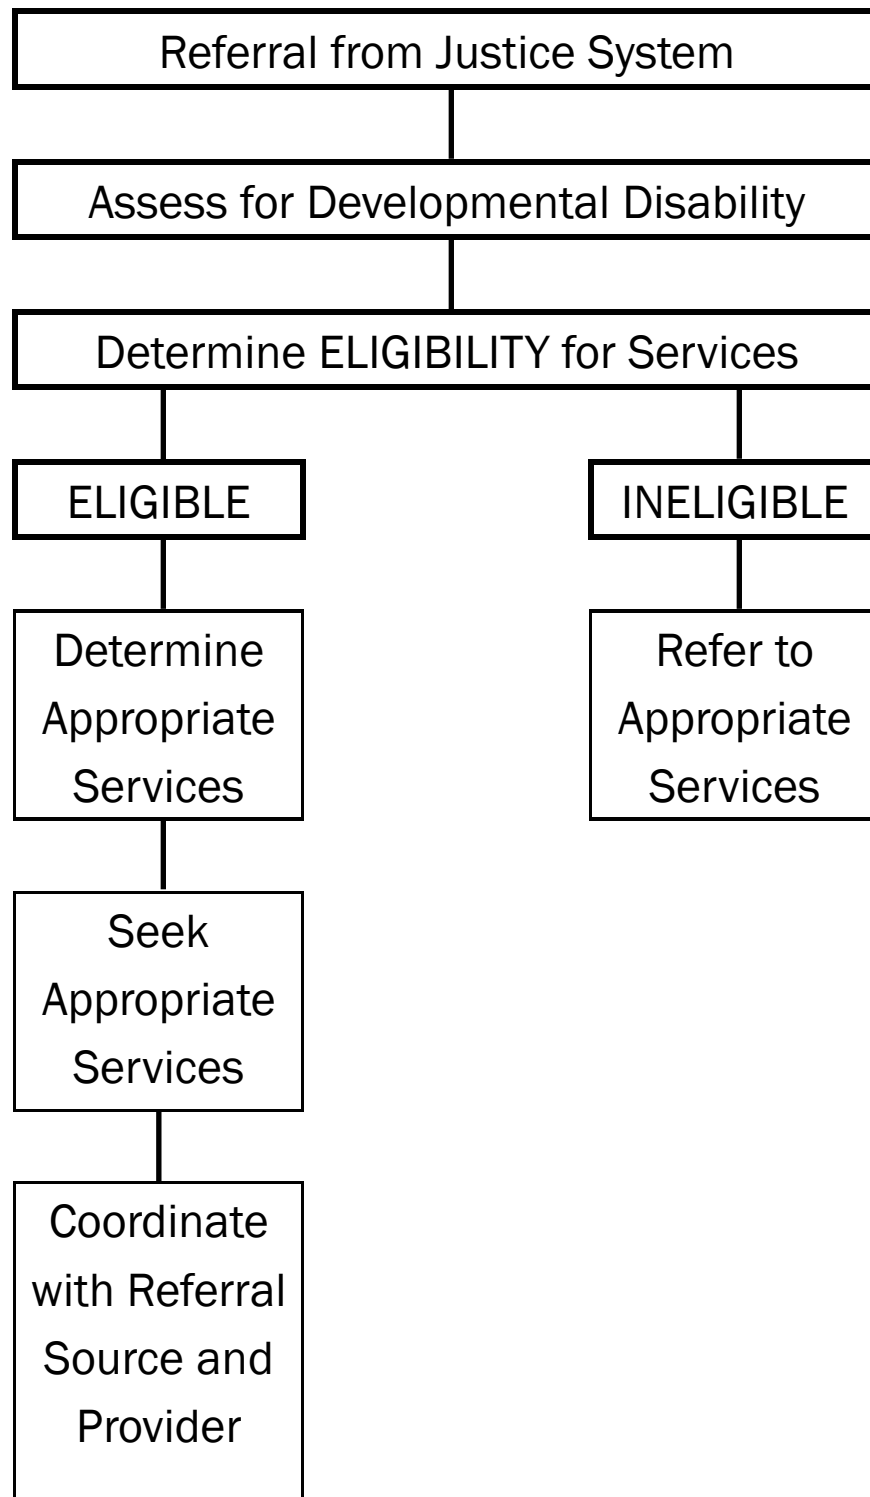 Referral from Justice System
Assess for Developmental Disability
Determine ELIGIBILITY for Services
ELIGIBLE
INELIGIBLE
Determine
Appropriate
Services
Refer to
Appropriate
Services
Seek
Appropriate
Services
Coordinate
with Referral
Source and
Provider